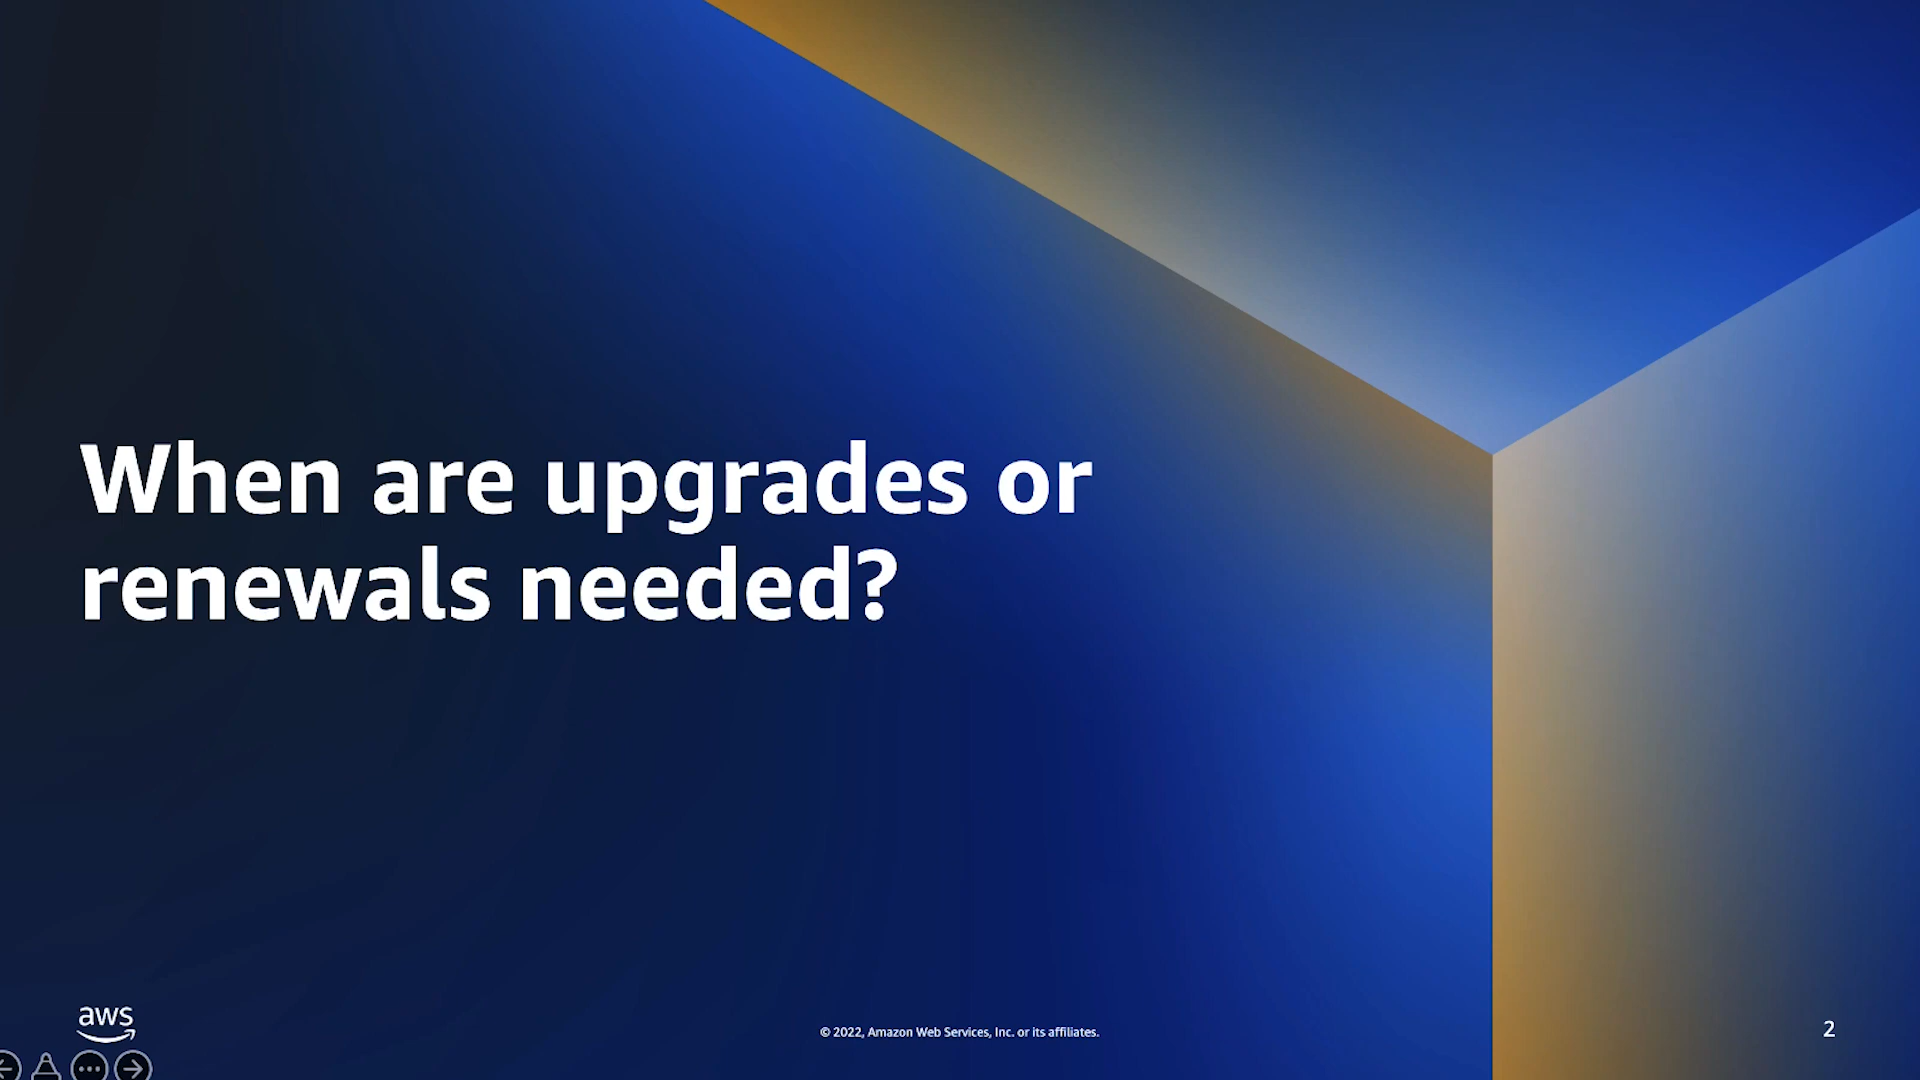 When are upgrades or
renewals needed?
aws
© 2022, Amazon Web Services, Inc. or its affiliates.
2